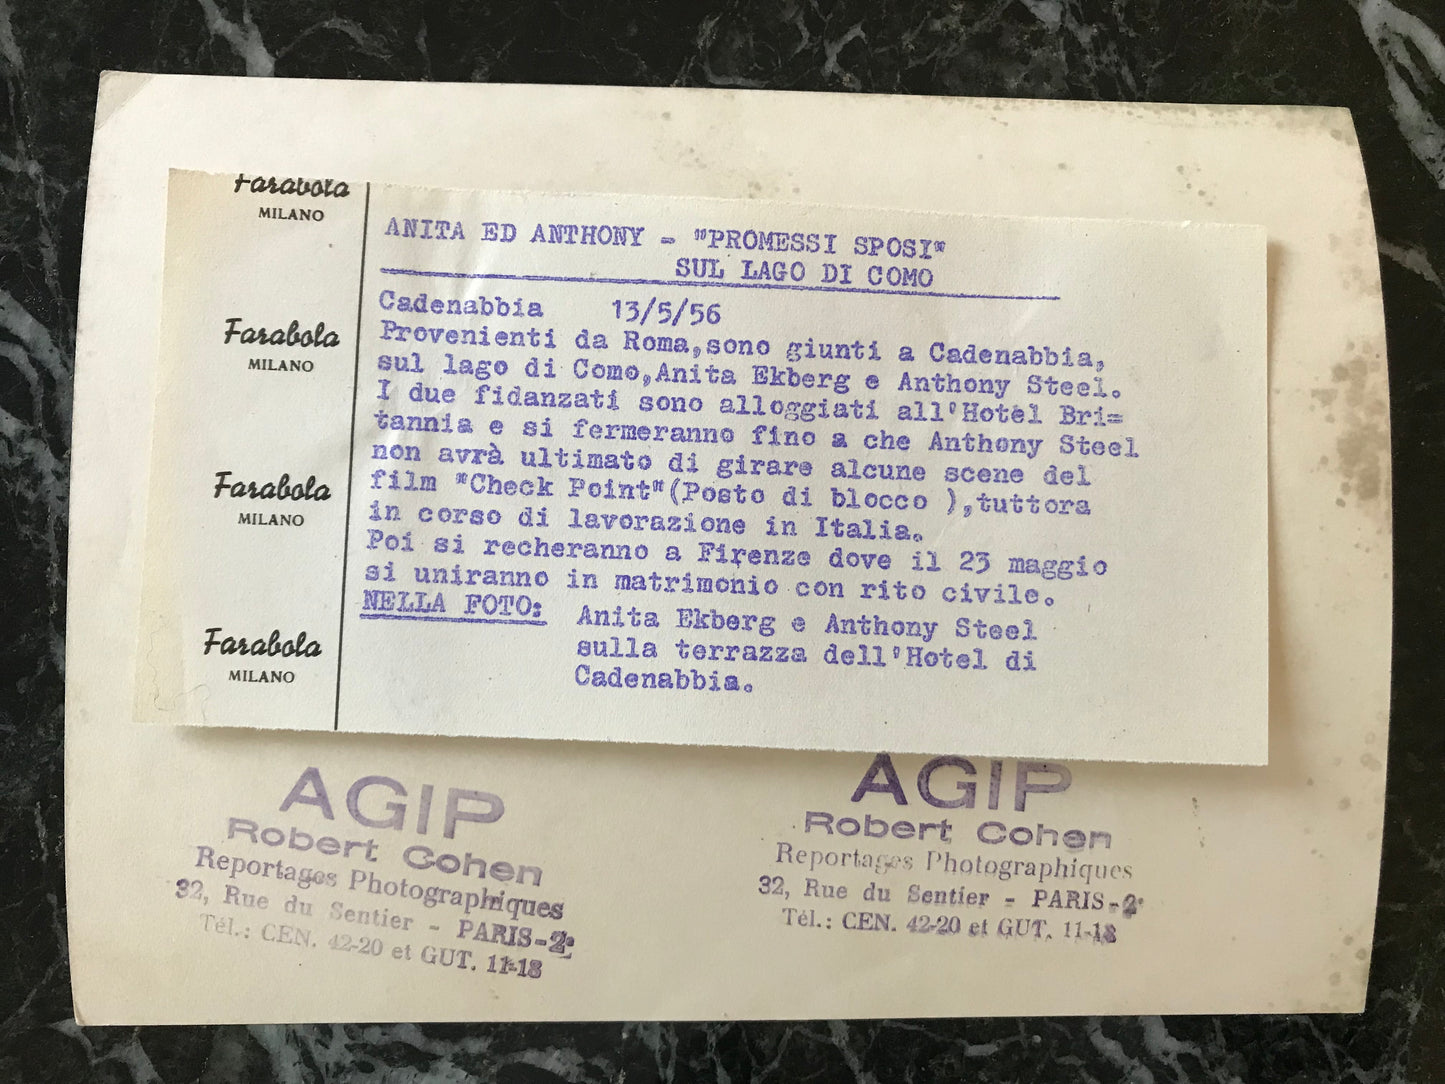 Farabola
MILANO
Farabola
MILANO
Farabola
MILANO
Farabola
MILANO
ANITA ED ANTHONY - "PROMESSI SPOSI"
SUL LAGO DI COMO
Cadenabbia 13/5/56
Provenienti da Roma,sono giunti a Cadenabbia,
sul lago di Como,Anita Ekberg e Anthony Steel.
I due fidanzati sono alloggiati all'Hotel Bri=
tannia e si fermeranno fino a che Anthony Steel
non avrà ultimato di girare alcune scene del
film "Check Point"(Posto di blocco ),tuttora
in corso di lavorazione in Italia.
Poi si recheranno a Firenze dove il 23 maggio
si uniranno in matrimonio con rito civile.
NELLA FOTO: Anita Ekberg e Anthony Steel
sulla terrazza dell'Hotel di
Cadenabbia.
AGIP
Robert Cohen
Reportages Photographiques
32, Rue du Sentier - PARIS-2e
Tél.: CEN. 42-20 et GUT. 11-18
AGIP
Robert Cohen
Reportages Photographiques
32, Rue du Sentier - PARIS-2e
Tél.: CEN. 42-20 et GUT. 11-18